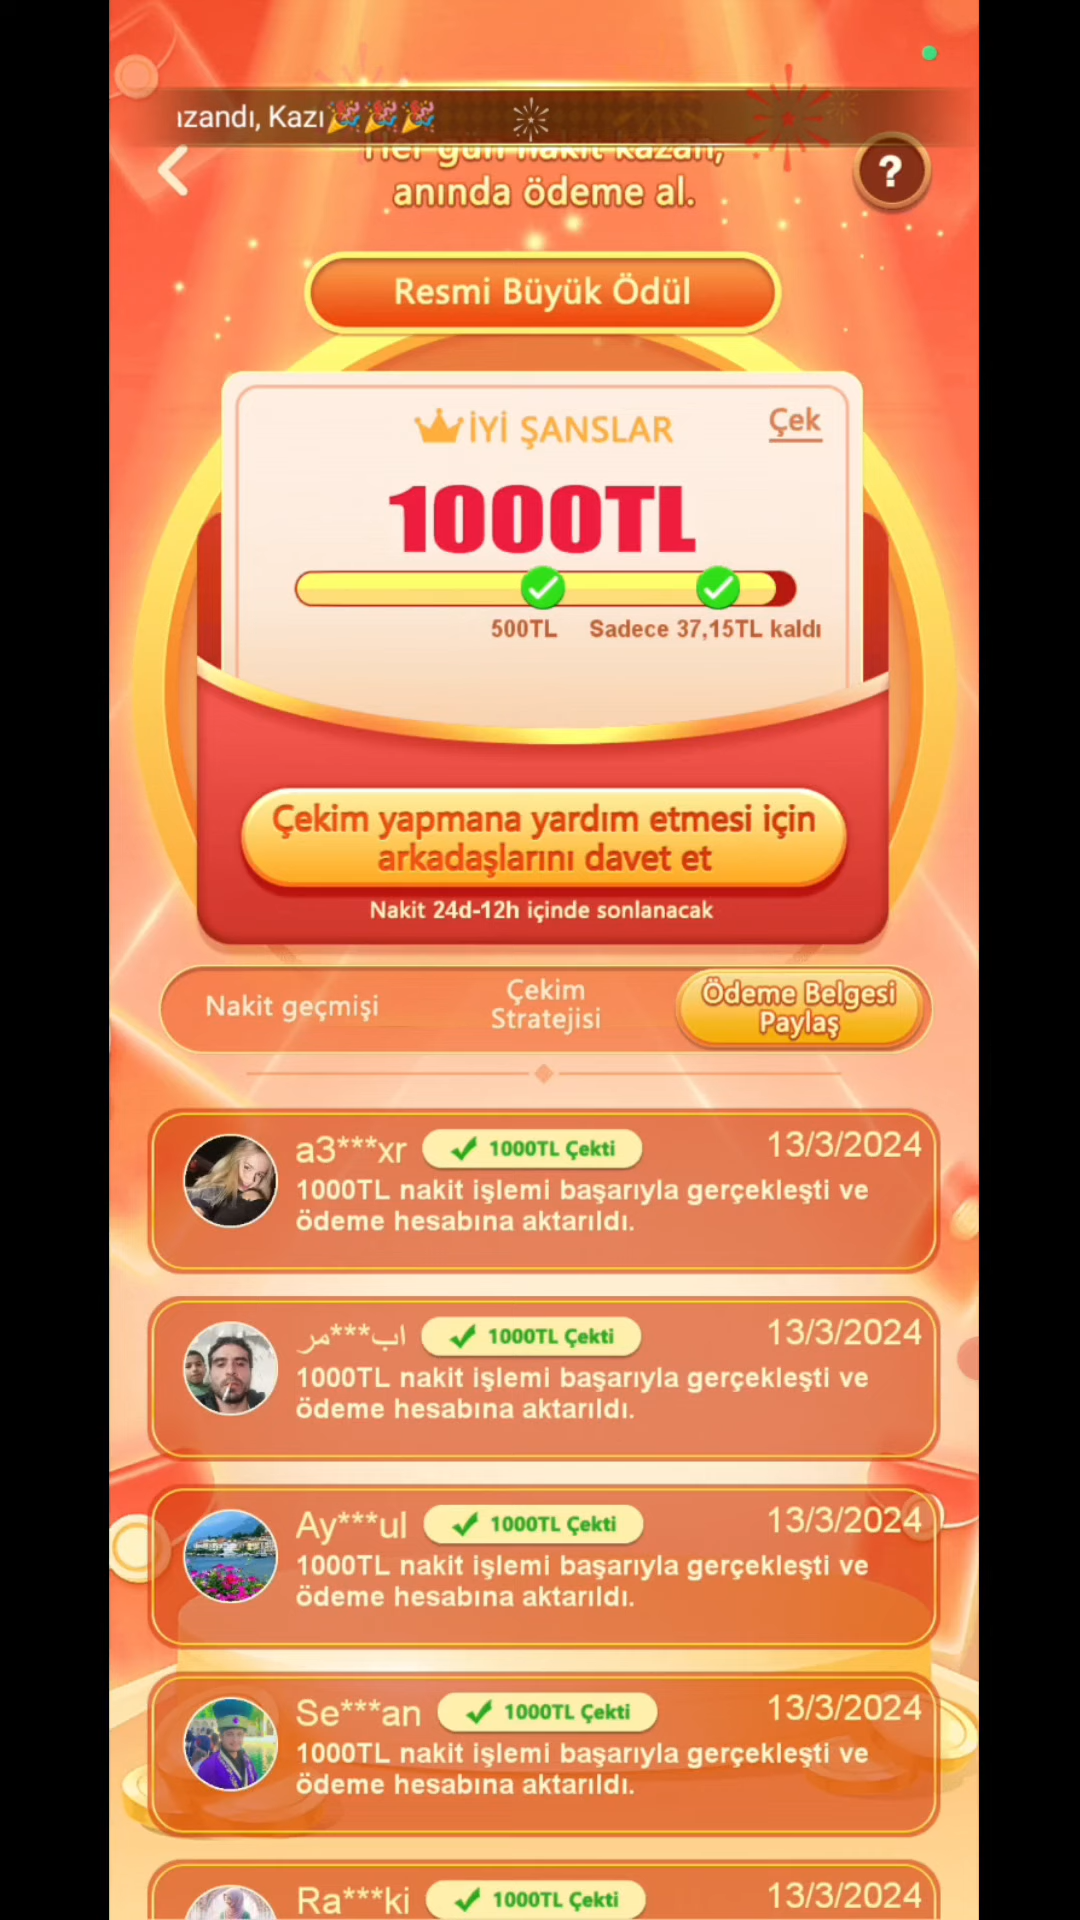 ızandı, Kazı
Her gün nakit kazan,
anında ödeme al.
?
Resmi Büyük Ödül
İYİ ŞANSLAR
Çek
1000TL
500TL
Sadece 37,15TL kaldı
Çekim yapmana yardım etmesi için
arkadaşlarını davet et
Nakit 24d-12h içinde sonlanacak
Nakit geçmişi
Çekim
Stratejisi
Ödeme Belgesi
Paylaş
a3***xr 1000TL Çekti 13/3/2024
1000TL nakit işlemi başarıyla gerçekleşti ve
ödeme hesabına aktarıldı.
اب***مر 1000TL Çekti 13/3/2024
1000TL nakit işlemi başarıyla gerçekleşti ve
ödeme hesabına aktarıldı.
Ay***ul 1000TL Çekti 13/3/2024
1000TL nakit işlemi başarıyla gerçekleşti ve
ödeme hesabına aktarıldı.
Se***an 1000TL Çekti 13/3/2024
1000TL nakit işlemi başarıyla gerçekleşti ve
ödeme hesabına aktarıldı.
Ra***ki 1000TL Çekti 13/3/2024